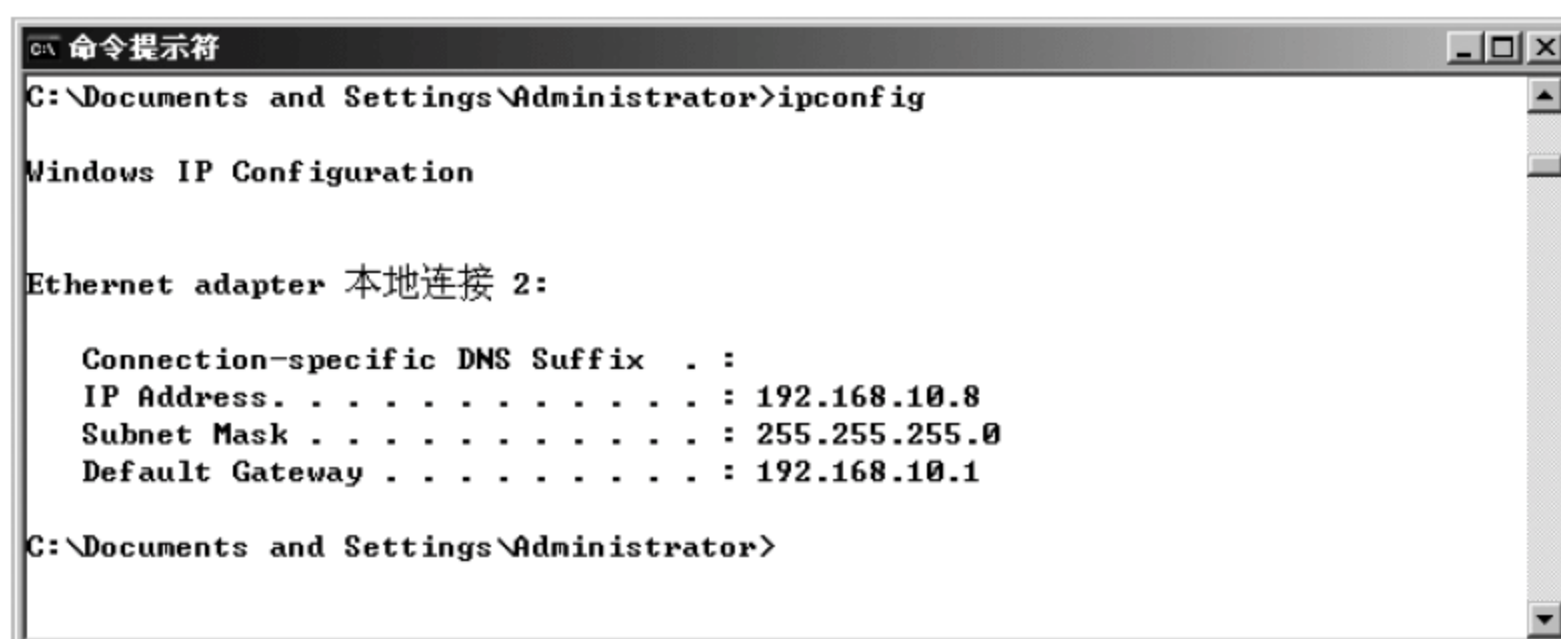 命令提示符
C:\Documents and Settings\Administrator>ipconfig
Windows IP Configuration
Ethernet adapter 本地连接 2:
Connection-specific DNS Suffix  . :
IP Address. . . . . . . . . . . . : 192.168.10.8
Subnet Mask . . . . . . . . . . . : 255.255.255.0
Default Gateway . . . . . . . . . : 192.168.10.1
C:\Documents and Settings\Administrator>